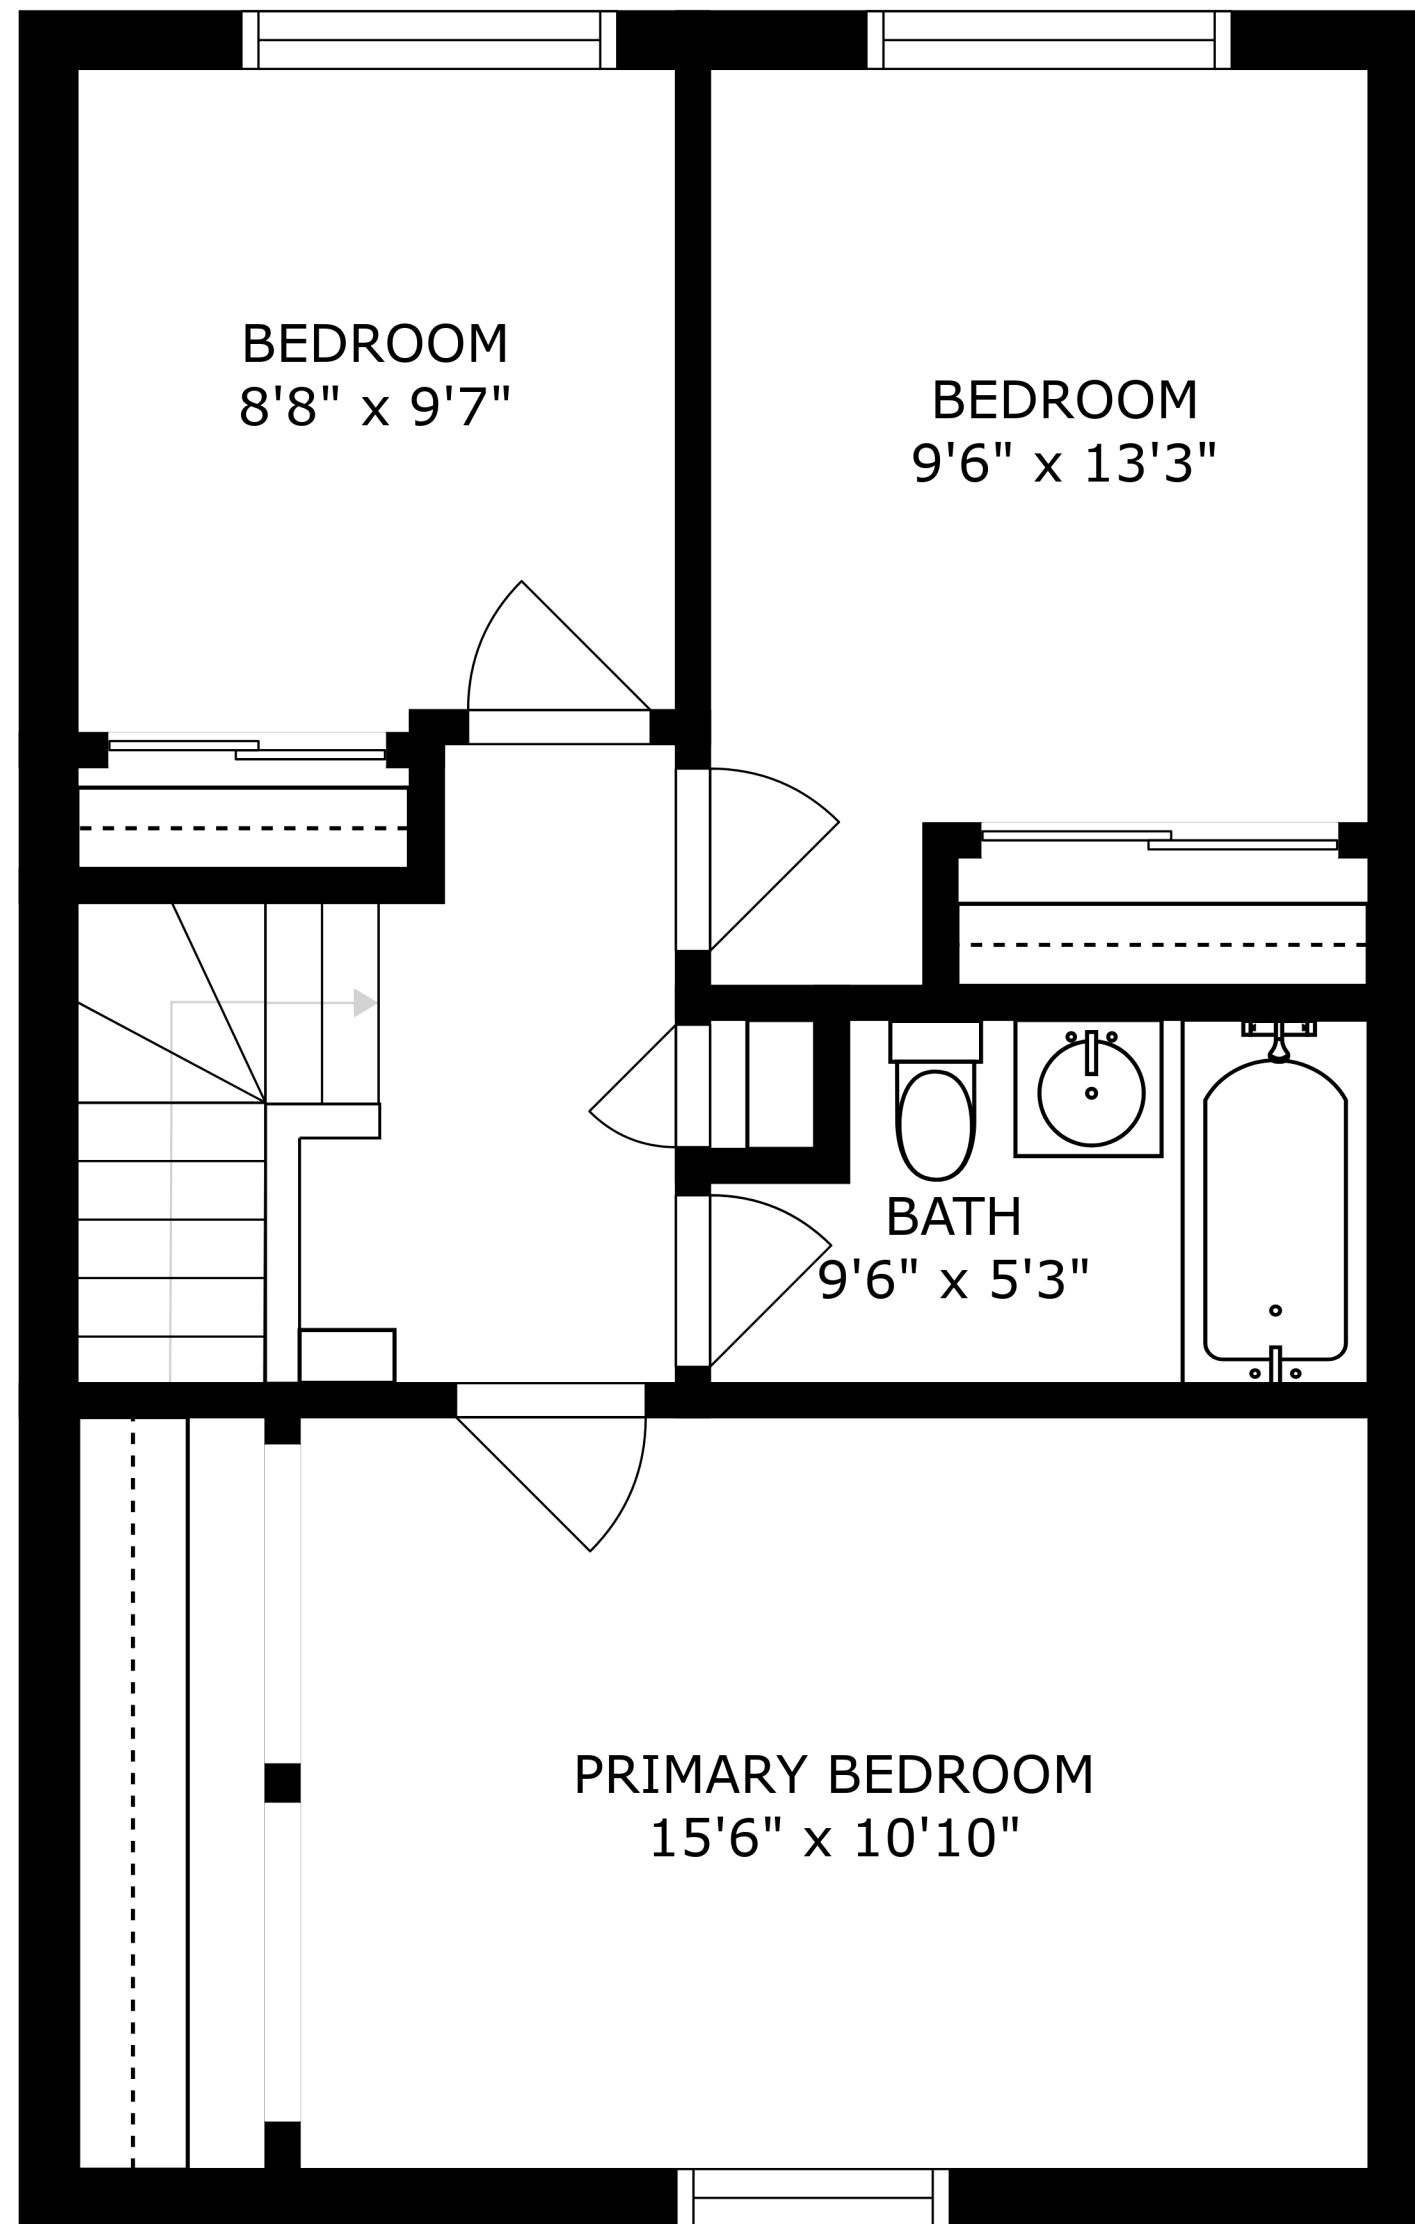 BEDROOM
8'8" x 9'7"
BEDROOM
9'6" x 13'3"
BATH
9'6" x 5'3"
PRIMARY BEDROOM
15'6" x 10'10"